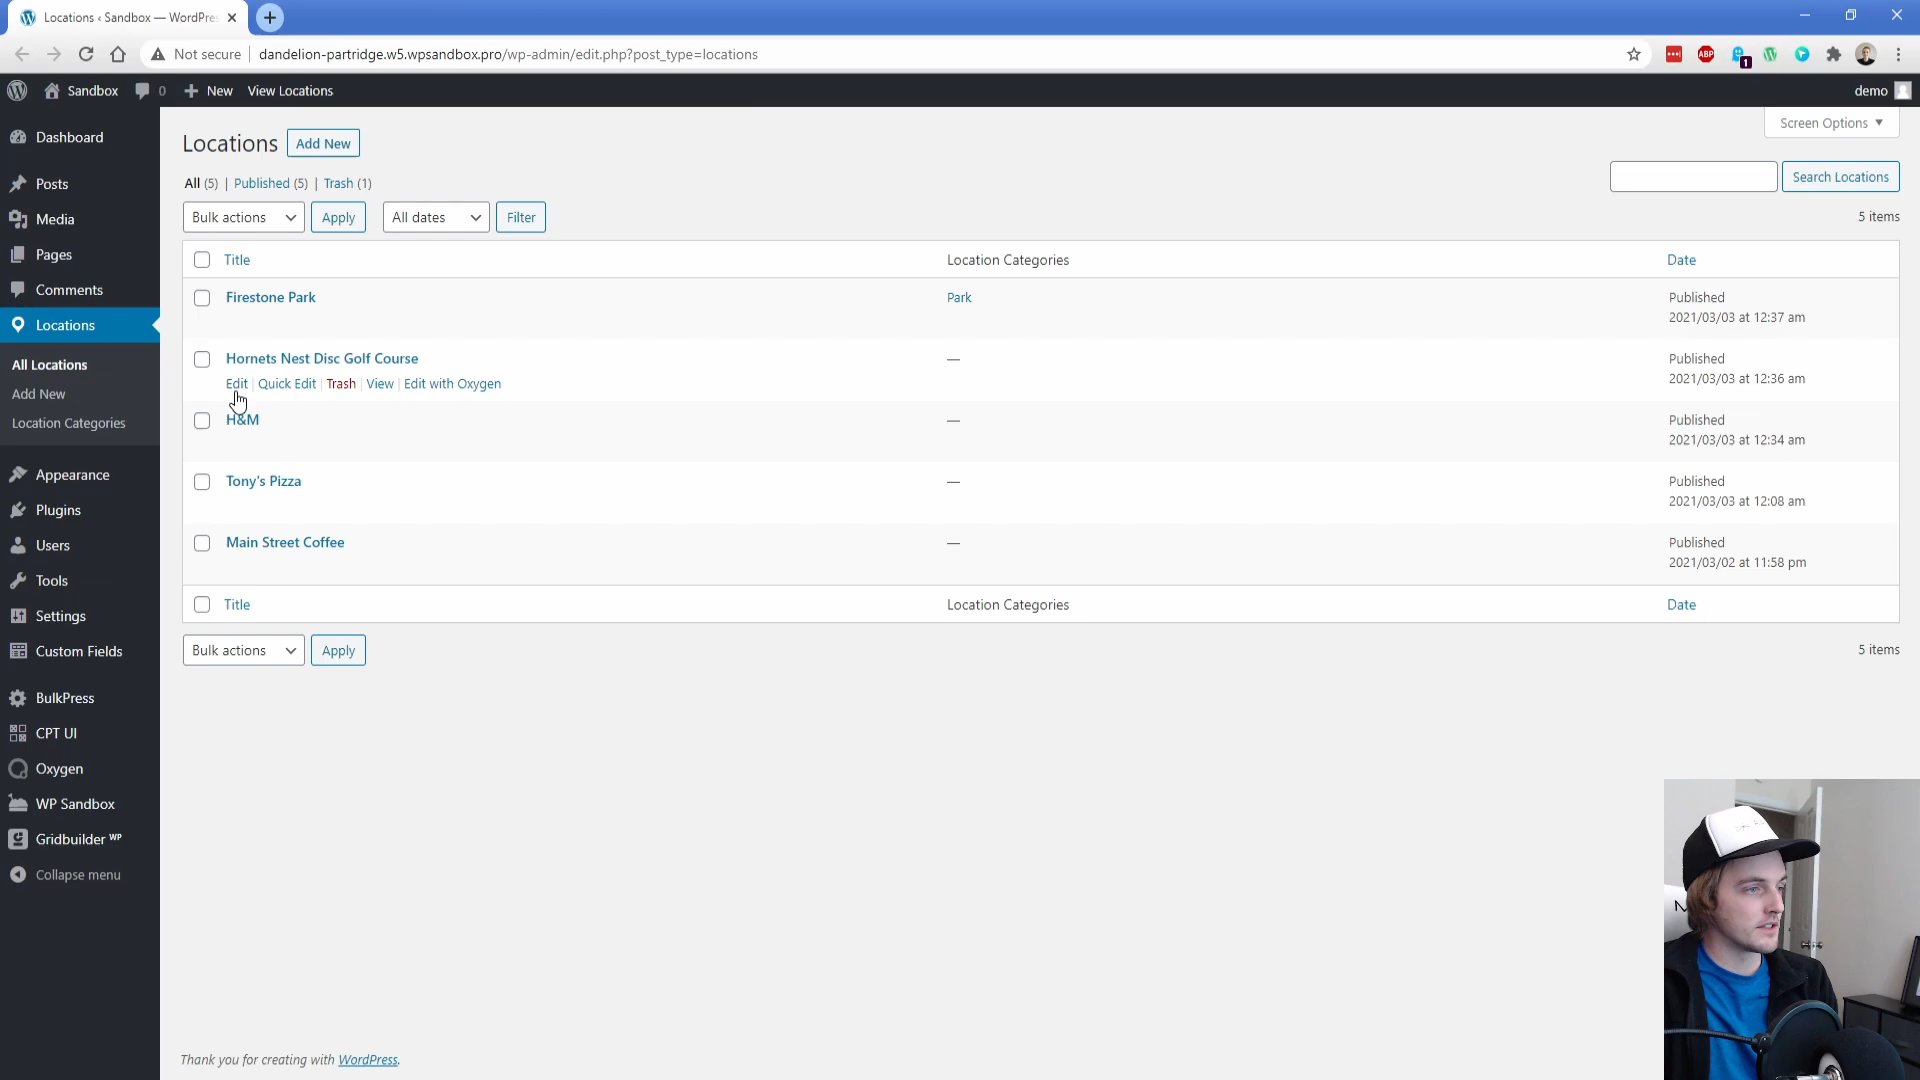 Locations ‹ Sandbox — WordPre
Not secure dandelion-partridge.w5.wpsandbox.pro/wp-admin/edit.php?post_type=locations
ABP
1
Sandbox 0 New View Locations demo
Dashboard
Posts
Media
Pages
Comments
Locations
All Locations
Add New
Location Categories
Appearance
Plugins
Users
Tools
Settings
Custom Fields
BulkPress
CPT UI
Oxygen
WP Sandbox
Gridbuilder WP
Collapse menu
Screen Options
Locations Add New
All (5) | Published (5) | Trash (1)
Search Locations
Bulk actions Apply All dates Filter 5 items
Title Location Categories Date
Firestone Park Park Published
2021/03/03 at 12:37 am
Hornets Nest Disc Golf Course — Published
Edit | Quick Edit | Trash | View | Edit with Oxygen 2021/03/03 at 12:36 am
H&M — Published
2021/03/03 at 12:34 am
Tony's Pizza — Published
2021/03/03 at 12:08 am
Main Street Coffee — Published
2021/03/02 at 11:58 pm
Title Location Categories Date
Bulk actions Apply 5 items
Thank you for creating with WordPress.